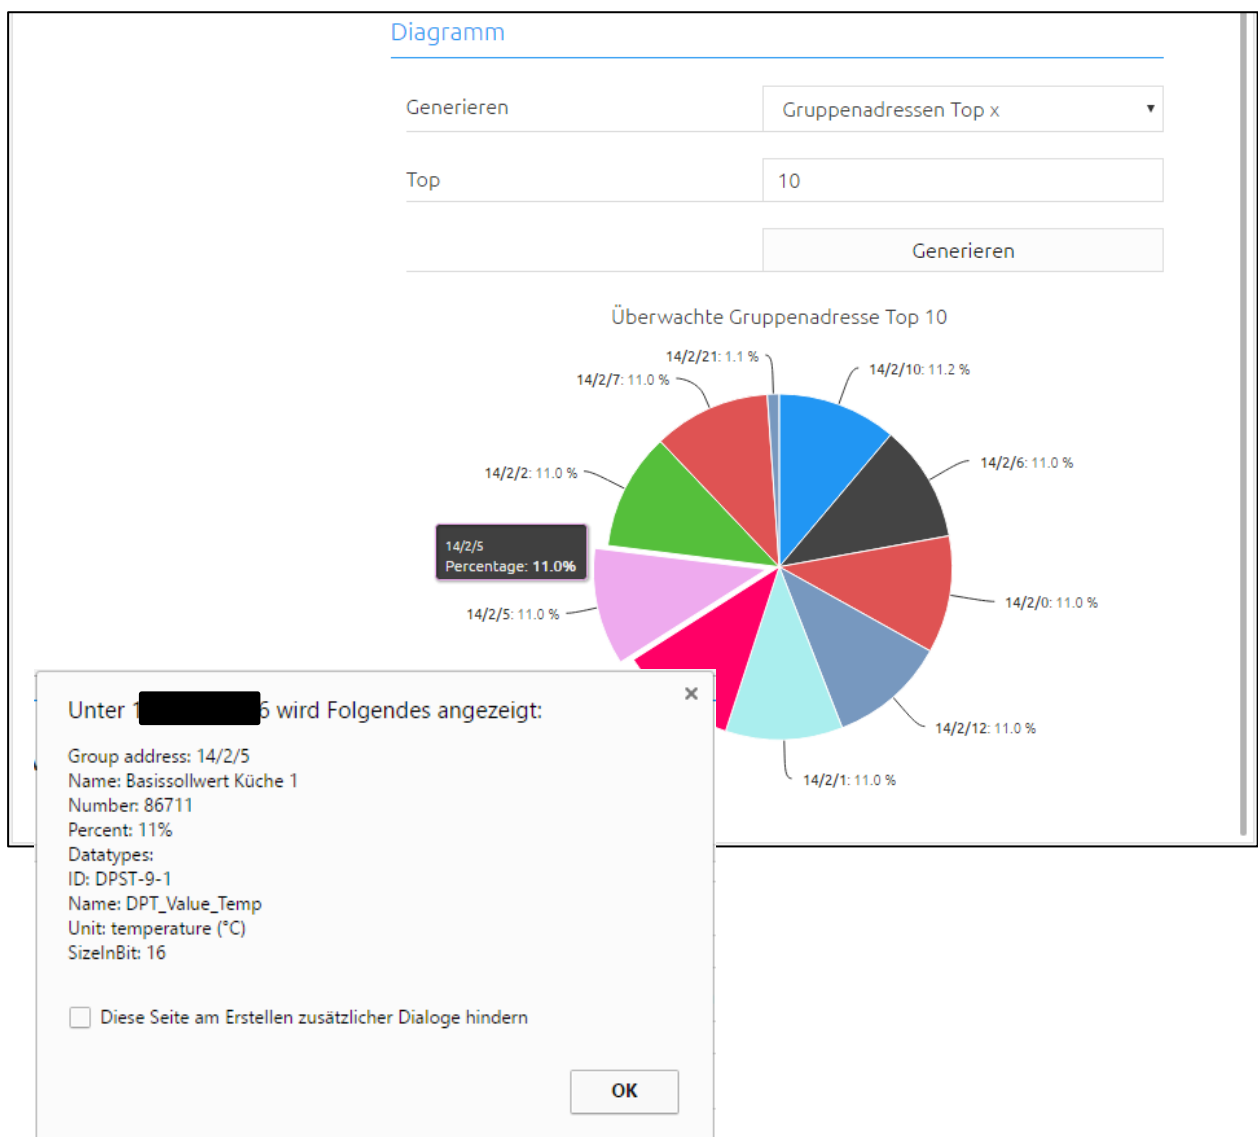 Diagramm
Generieren
Gruppenadressen Top x
Top
10
Generieren
Überwachte Gruppenadresse Top 10
14/2/21: 1.1 %
14/2/10: 11.2 %
14/2/7: 11.0 %
14/2/6: 11.0 %
14/2/2: 11.0 %
14/2/5
Percentage: 11.0%
14/2/5: 11.0 %
14/2/0: 11.0 %
14/2/12: 11.0 %
14/2/1: 11.0 %
Unter 1 6 wird Folgendes angezeigt:
Group address: 14/2/5
Name: Basissollwert Küche 1
Number: 86711
Percent: 11%
Datatypes:
ID: DPST-9-1
Name: DPT_Value_Temp
Unit: temperature (°C)
SizeInBit: 16
Diese Seite am Erstellen zusätzlicher Dialoge hindern
OK